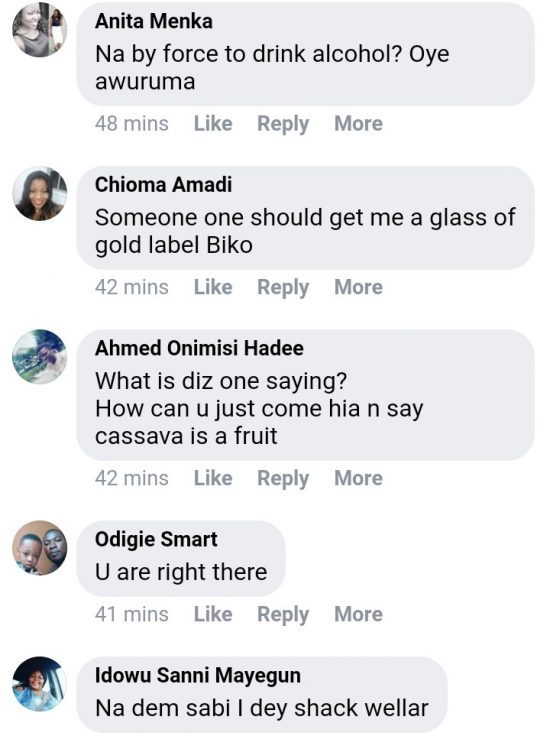 Anita Menka
Na by force to drink alcohol? Oye
awuruma
48 mins Like Reply More
Chioma Amadi
Someone one should get me a glass of
gold label Biko
42 mins Like Reply More
Ahmed Onimisi Hadee
What is diz one saying?
How can u just come hia n say
cassava is a fruit
42 mins Like Reply More
Odigie Smart
U are right there
41 mins Like Reply More
Idowu Sanni Mayegun
Na dem sabi I dey shack wellar